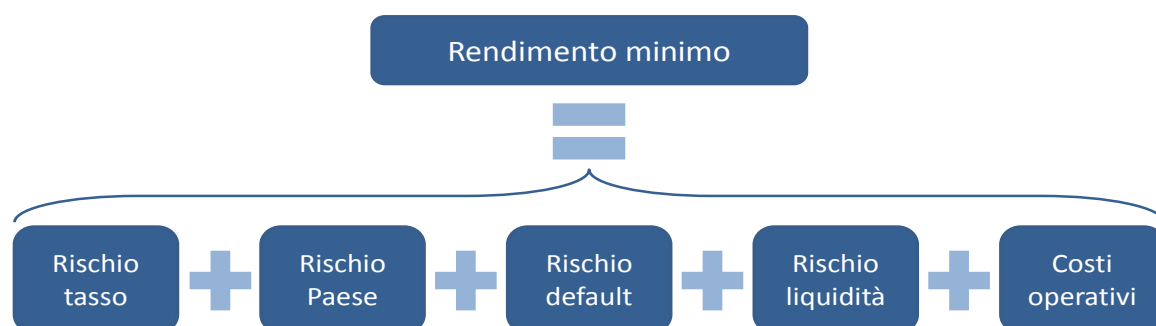 Rendimento minimo
Rischio
tasso
Rischio
Paese
Rischio
default
Rischio
liquidità
Costi
operativi